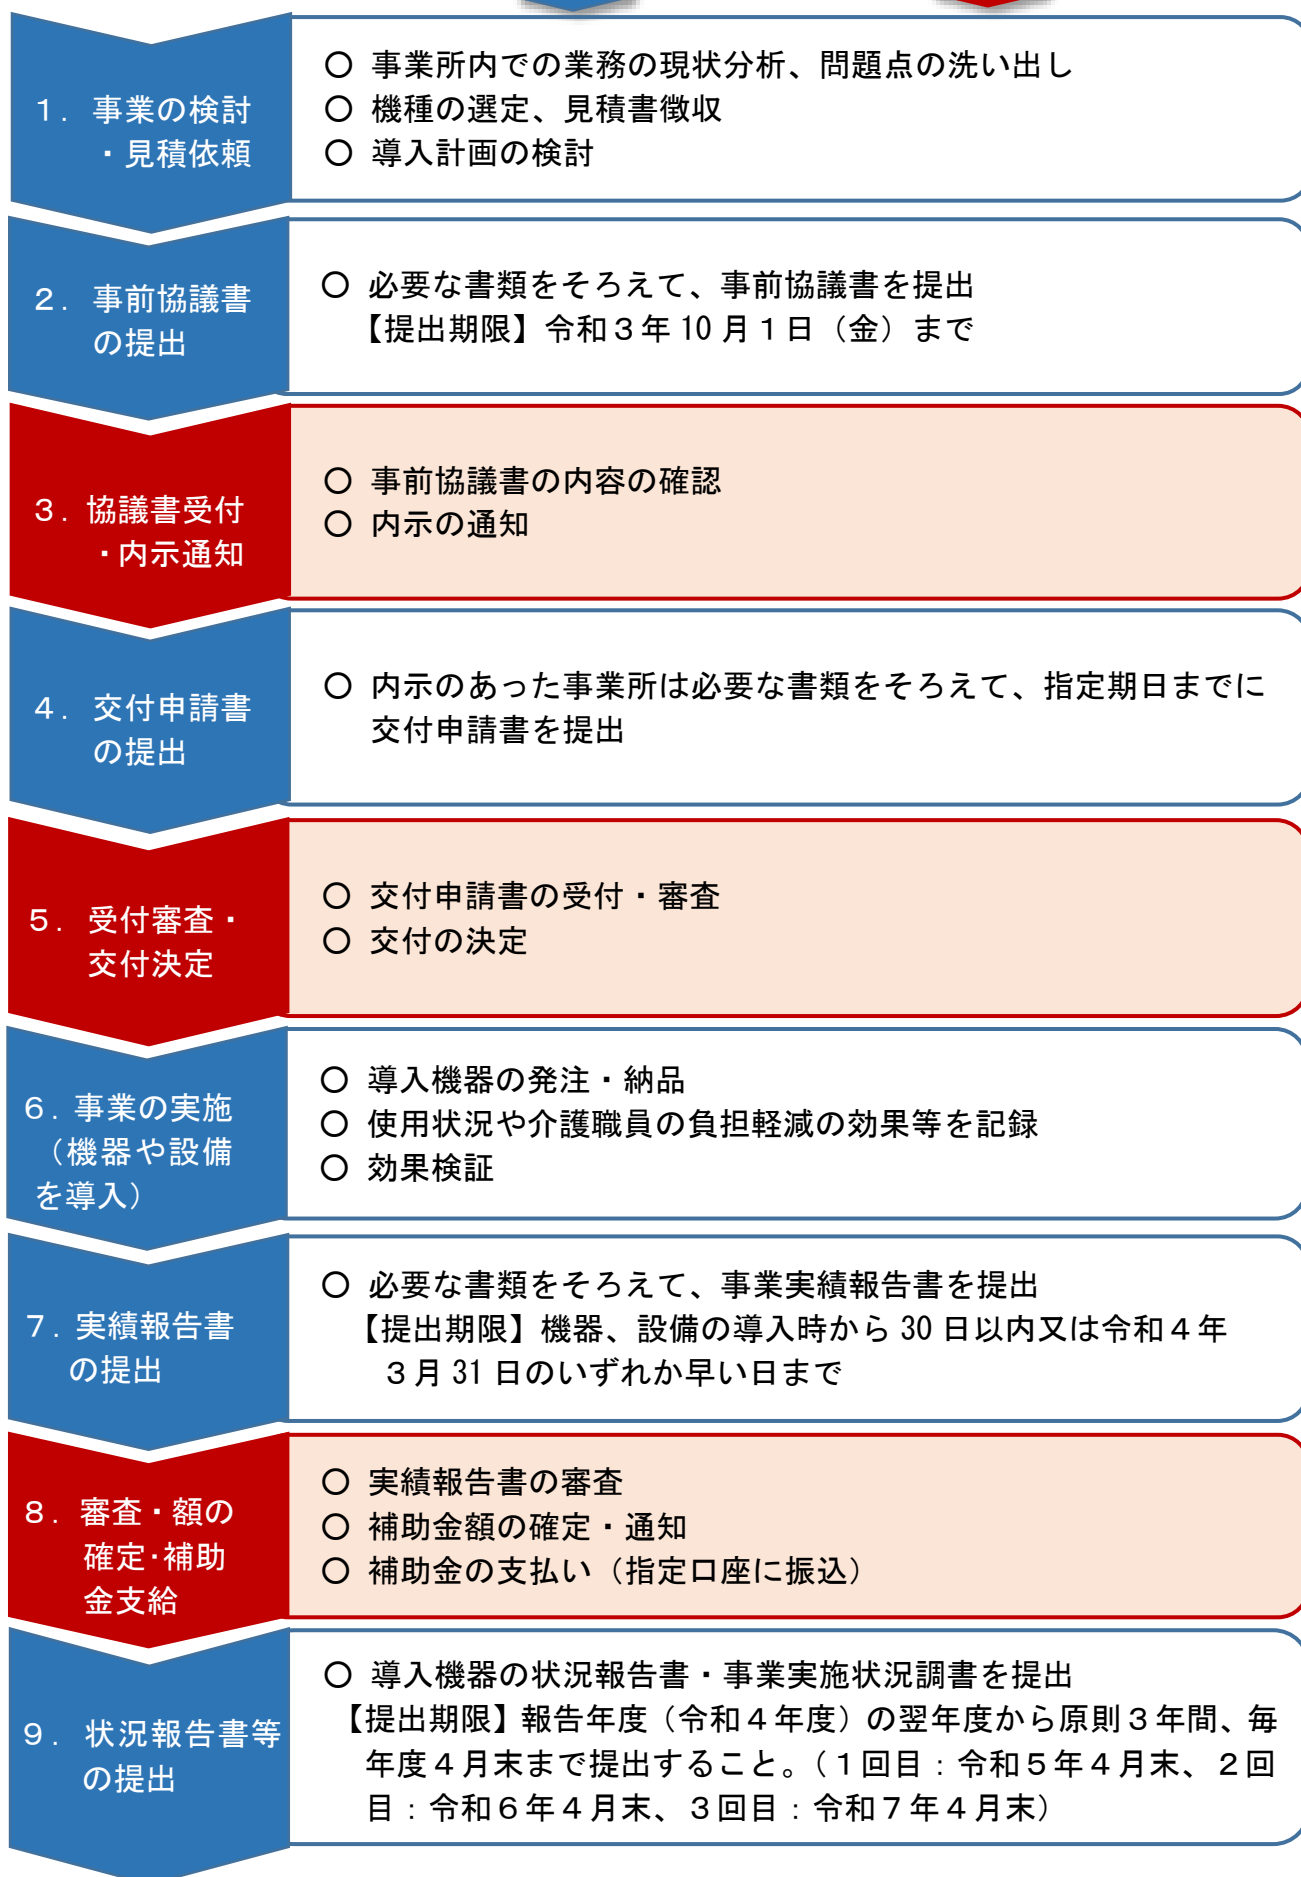 １．事業の検討
・見積依頼
〇 事業所内での業務の現状分析、問題点の洗い出し
〇 機種の選定、見積書徴収
〇 導入計画の検討
２．事前協議書
の提出
〇 必要な書類をそろえて、事前協議書を提出
【提出期限】令和３年 10 月１日（金）まで
３．協議書受付
・内示通知
〇 事前協議書の内容の確認
〇 内示の通知
４．交付申請書
の提出
〇 内示のあった事業所は必要な書類をそろえて、指定期日までに
交付申請書を提出
５．受付審査・
交付決定
〇 交付申請書の受付・審査
〇 交付の決定
６．事業の実施
（機器や設備
を導入）
〇 導入機器の発注・納品
〇 使用状況や介護職員の負担軽減の効果等を記録
〇 効果検証
７．実績報告書
の提出
〇 必要な書類をそろえて、事業実績報告書を提出
【提出期限】機器、設備の導入時から 30 日以内又は令和４年
３月 31 日のいずれか早い日まで
８．審査・額の
確定・補助
金支給
〇 実績報告書の審査
〇 補助金額の確定・通知
〇 補助金の支払い（指定口座に振込）
９．状況報告書等
の提出
〇 導入機器の状況報告書・事業実施状況調書を提出
【提出期限】報告年度（令和４年度）の翌年度から原則３年間、毎
年度４月末まで提出すること。（１回目：令和５年４月末、２回
目：令和６年４月末、３回目：令和７年４月末）